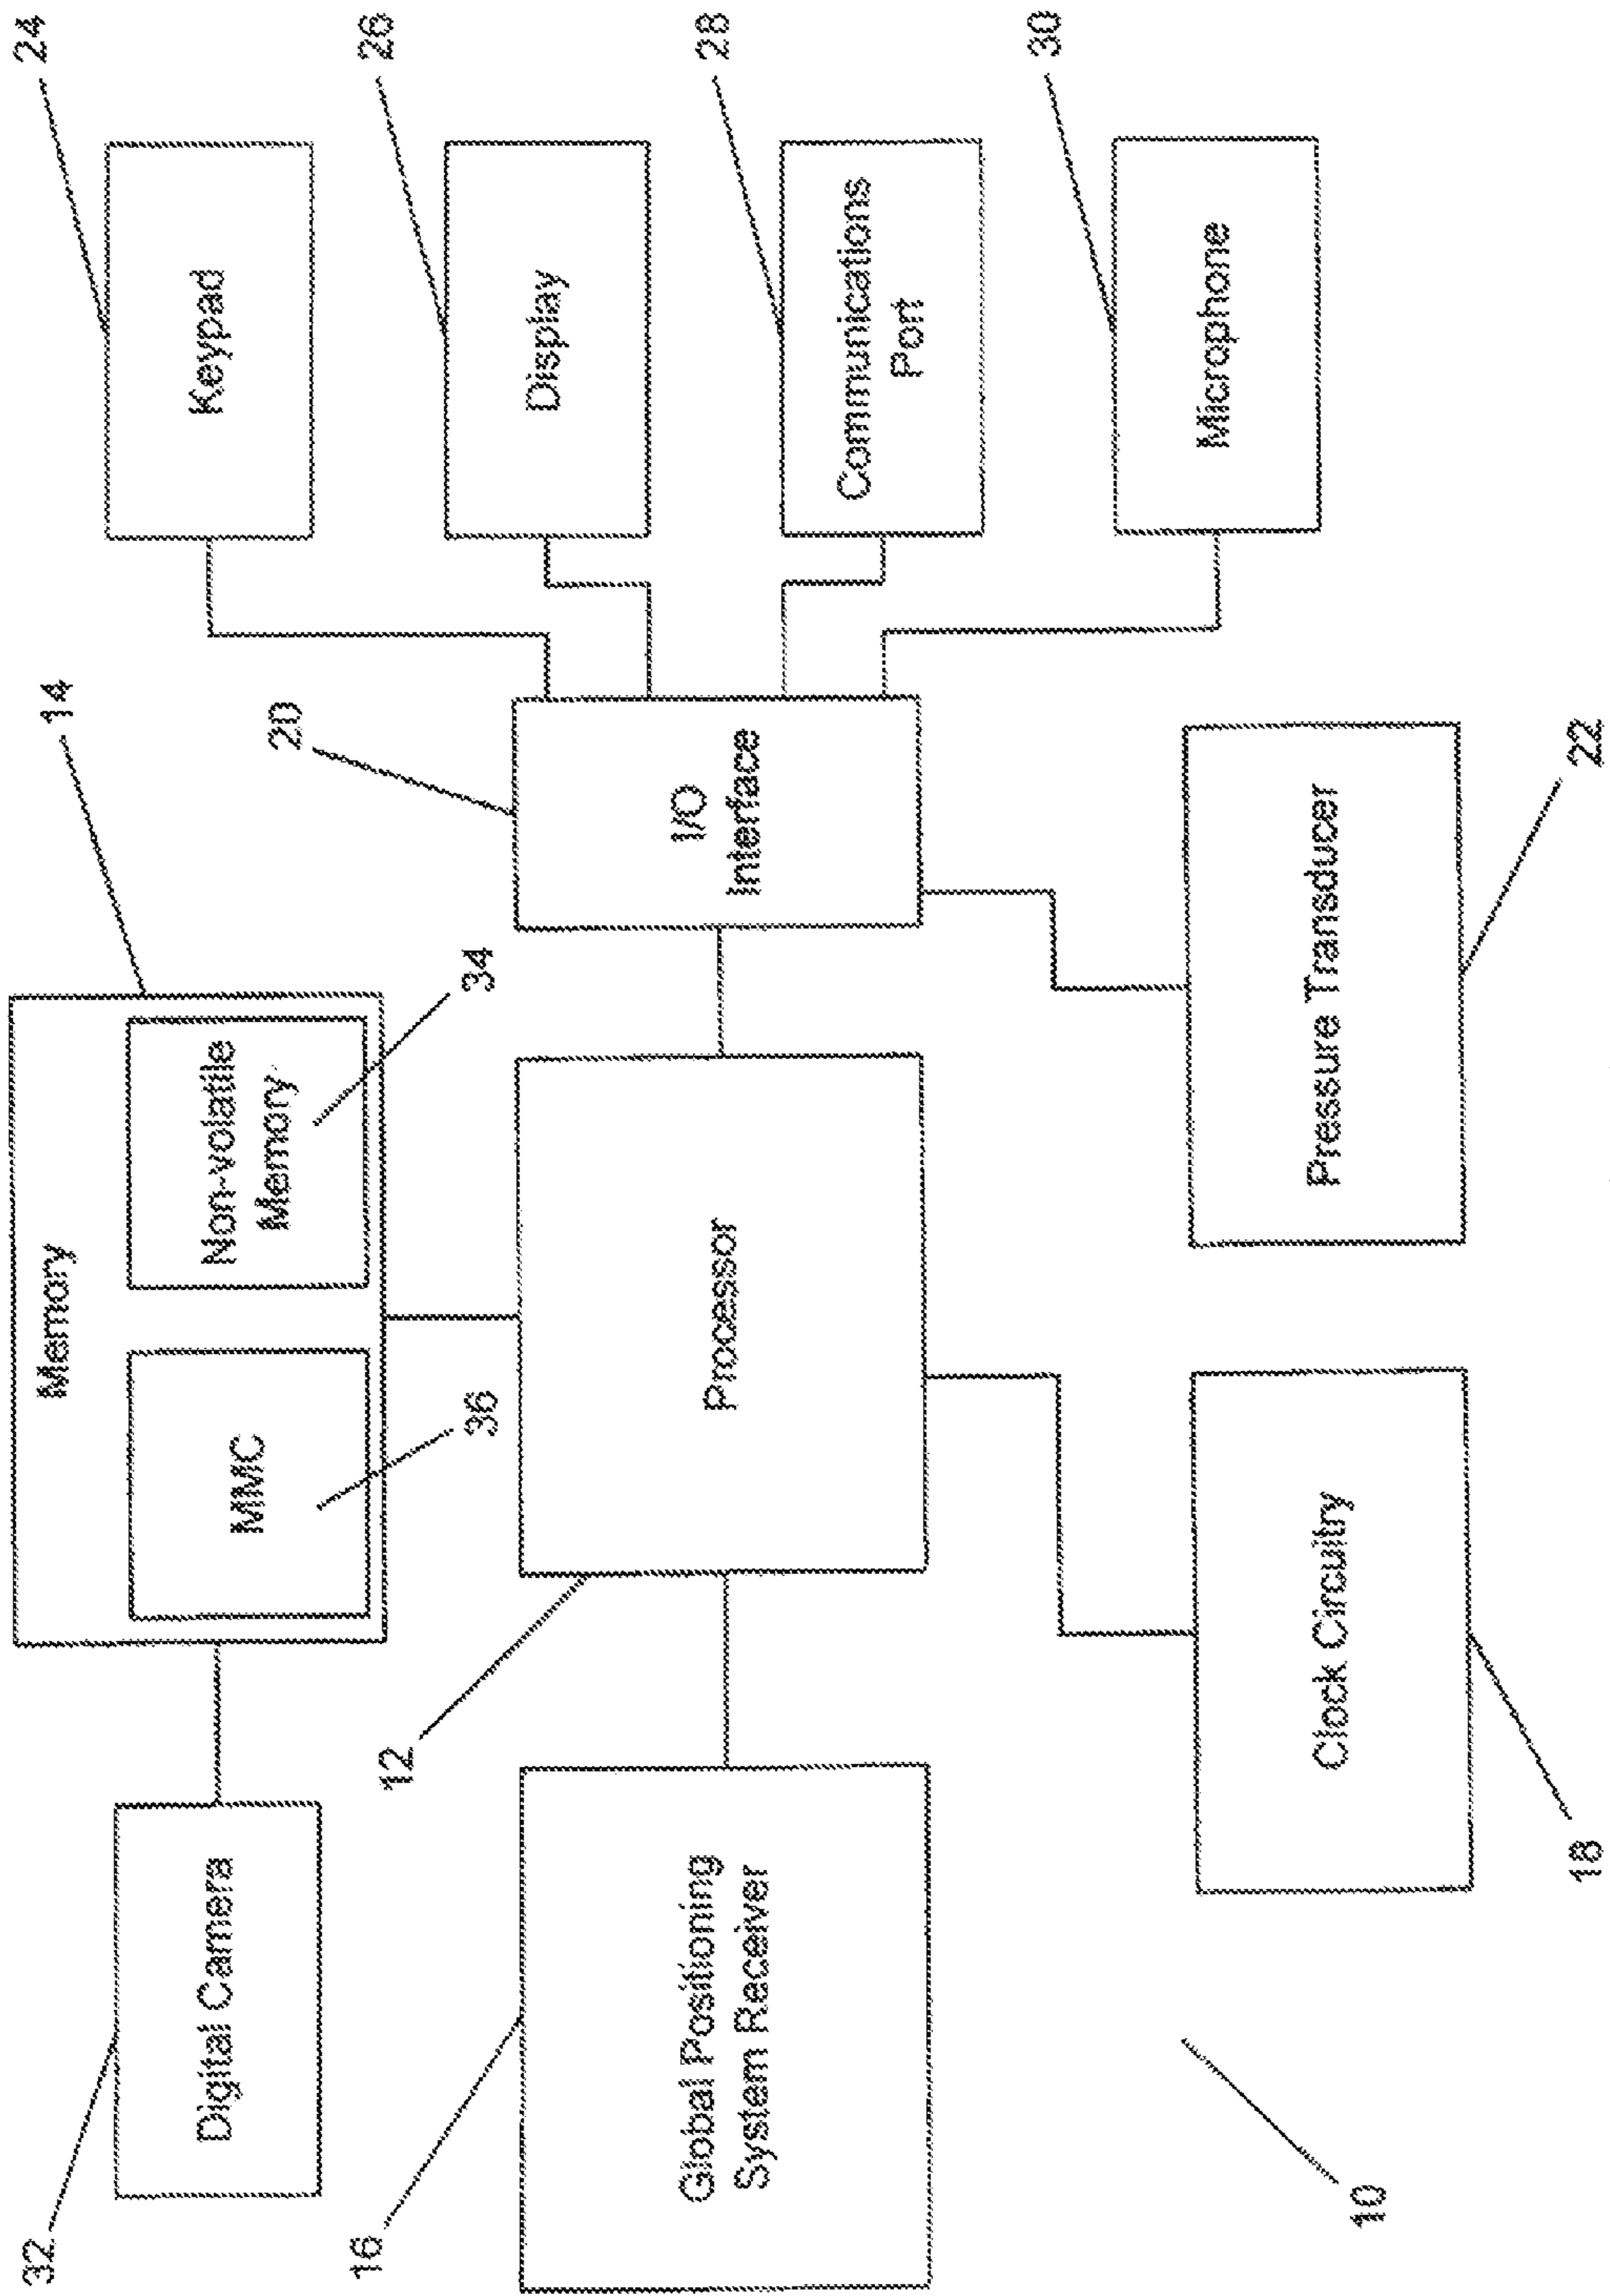 32
Digital Camera
Memory
14
MMC
Non-volatile
Memory
36
34
24
Keypad
20
26
Display
12
16
Global Positioning
System Receiver
Processor
I/O
Interface
28
Communications
Port
30
Microphone
Clock Circuitry
18
Pressure Transducer
22
10